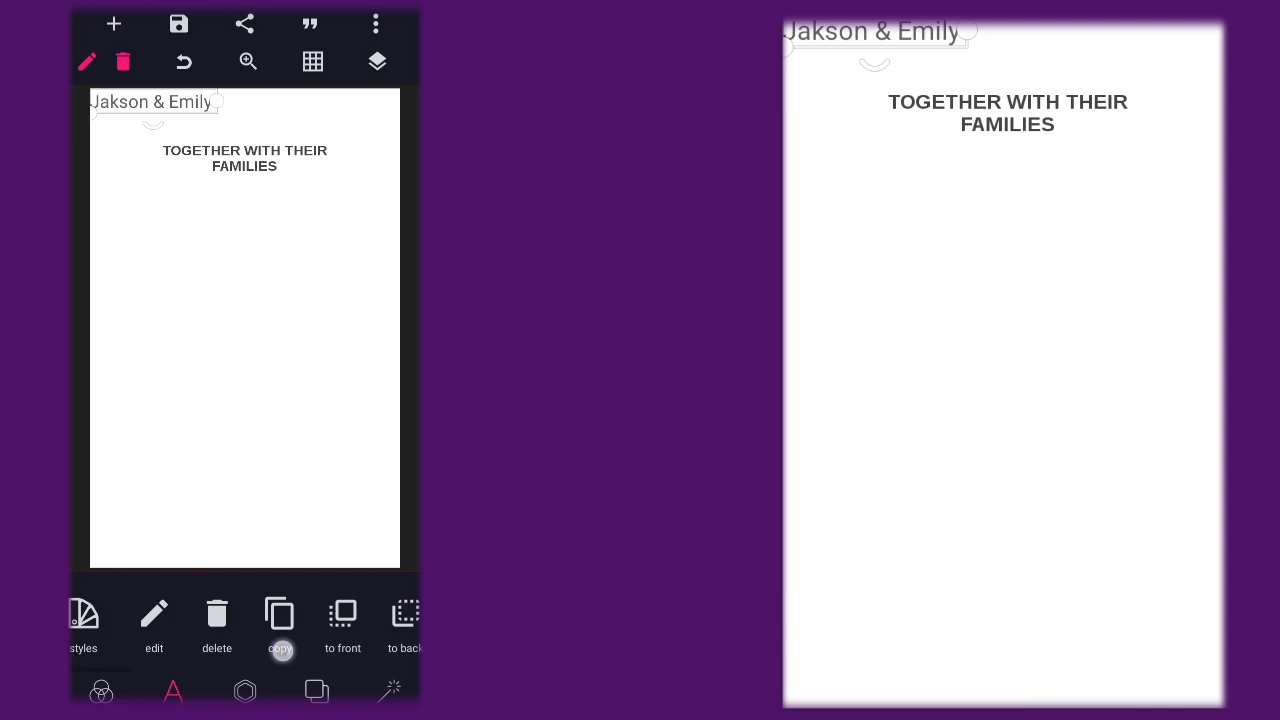 Jakson & Emily
TOGETHER WITH THEIR
FAMILIES
styles
edit
delete
copy
to front
to back
Jakson & Emily
TOGETHER WITH THEIR
FAMILIES